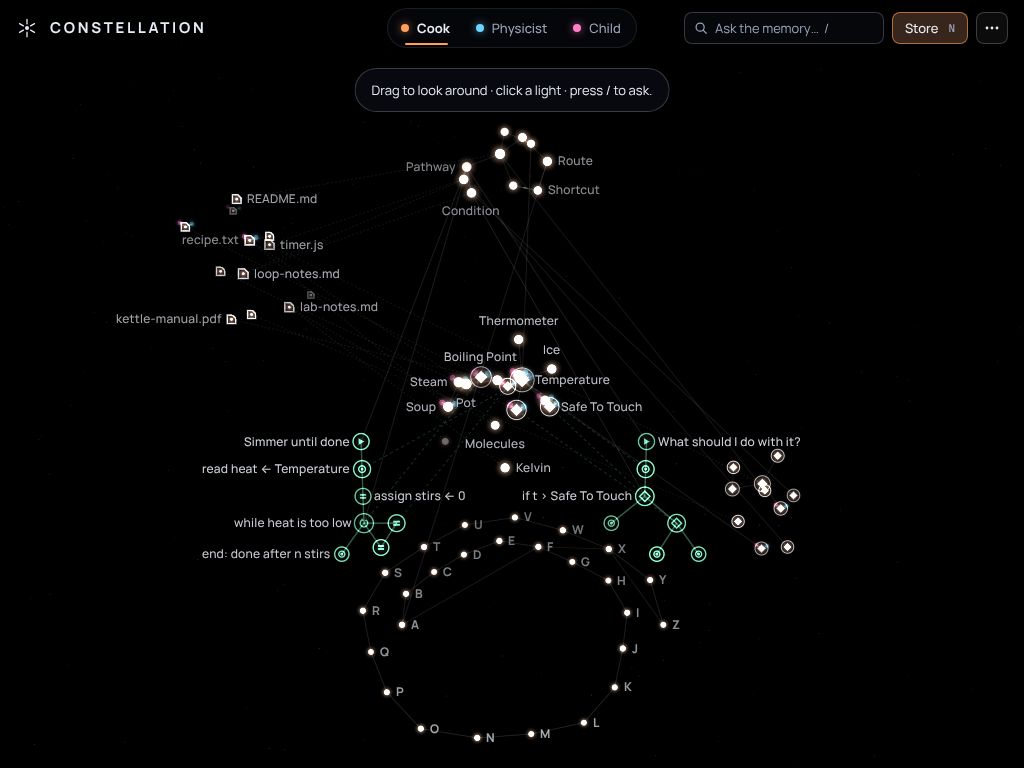 CONSTELLATION
Cook
Physicist
Child
Ask the memory… /
Store N
Drag to look around · click a light · press / to ask.
Pathway
Route
Shortcut
Condition
README.md
recipe.txt
timer.js
loop-notes.md
lab-notes.md
kettle-manual.pdf
Thermometer
Boiling Point
Ice
Steam
Temperature
Soup
Pot
Safe To Touch
Molecules
Kelvin
Simmer until done
What should I do with it?
read heat ← Temperature
assign stirs ← 0
if t > Safe To Touch
while heat is too low
end: done after n stirs
U
V
W
T
D
E
F
X
S
C
G
H
Y
B
R
A
I
Z
Q
J
P
K
O
N
M
L